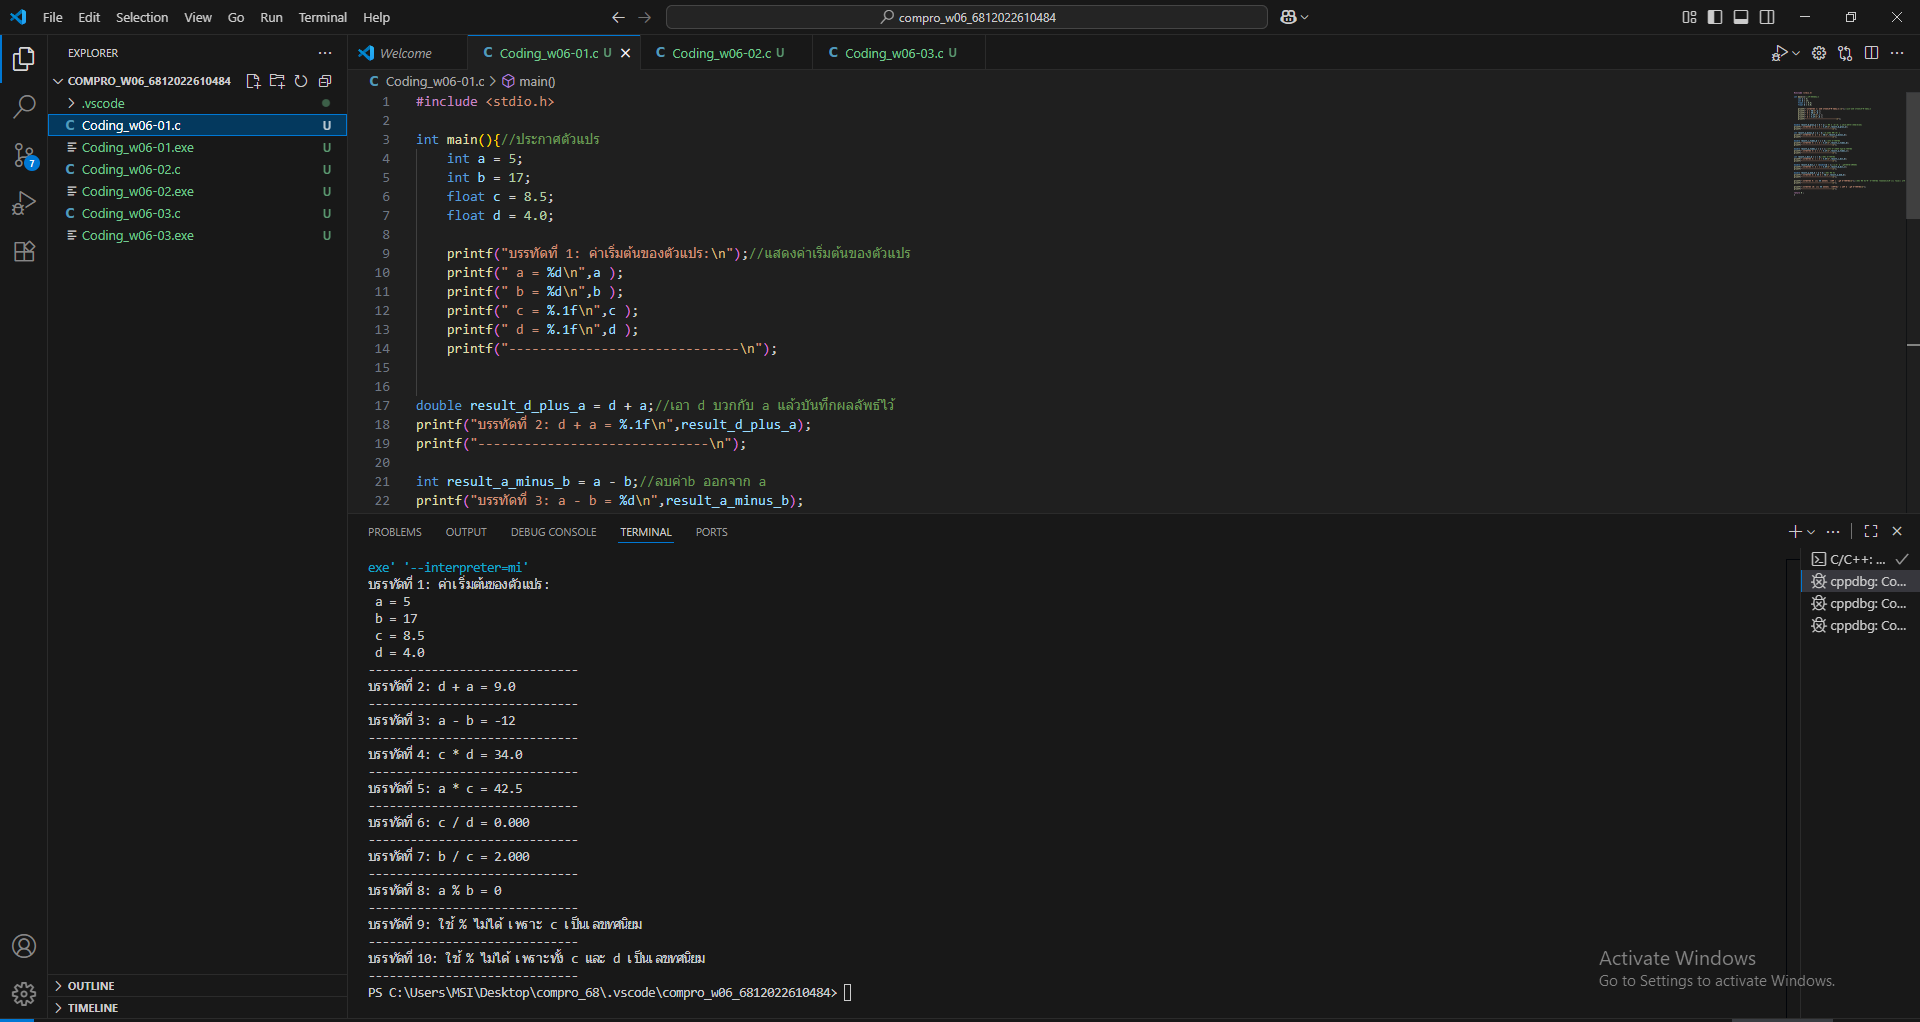 File Edit Selection View Go Run Terminal Help
compro_w06_6812022610484
EXPLORER
COMPRO_W06_6812022610484
.vscode
C Coding_w06-01.c U
Coding_w06-01.exe U
C Coding_w06-02.c U
Coding_w06-02.exe U
C Coding_w06-03.c U
Coding_w06-03.exe U
7
OUTLINE
TIMELINE
Welcome
C Coding_w06-01.c U
C Coding_w06-02.c U
C Coding_w06-03.c U
C Coding_w06-01.c > main()
1 #include <stdio.h>
2
3 int main(){//ประกาศตัวแปร
4 int a = 5;
5 int b = 17;
6 float c = 8.5;
7 float d = 4.0;
8
9 printf("บรรทัดที่ 1: ค่าเริ่มต้นของตัวแปร:\n");//แสดงค่าเริ่มต้นของตัวแปร
10 printf(" a = %d\n",a );
11 printf(" b = %d\n",b );
12 printf(" c = %.1f\n",c );
13 printf(" d = %.1f\n",d );
14 printf("------------------------------\n");
15
16
17 double result_d_plus_a = d + a;//เอา d บวกกับ a แล้วบันทึกผลลัพธ์ไว้
18 printf("บรรทัดที่ 2: d + a = %.1f\n",result_d_plus_a);
19 printf("------------------------------\n");
20
21 int result_a_minus_b = a - b;//ลบค่าb ออกจาก a
22 printf("บรรทัดที่ 3: a - b = %d\n",result_a_minus_b);
PROBLEMS OUTPUT DEBUG CONSOLE TERMINAL PORTS
exe' '--interpreter=mi'
บรรทัดที่ 1: ค่าเริ่มต้นของตัวแปร:
a = 5
b = 17
c = 8.5
d = 4.0
------------------------------
บรรทัดที่ 2: d + a = 9.0
------------------------------
บรรทัดที่ 3: a - b = -12
------------------------------
บรรทัดที่ 4: c * d = 34.0
------------------------------
บรรทัดที่ 5: a * c = 42.5
------------------------------
บรรทัดที่ 6: c / d = 0.000
------------------------------
บรรทัดที่ 7: b / c = 2.000
------------------------------
บรรทัดที่ 8: a % b = 0
------------------------------
บรรทัดที่ 9: ใช้ % ไม่ได้ เพราะ c เป็นเลขทศนิยม
------------------------------
บรรทัดที่ 10: ใช้ % ไม่ได้ เพราะทั้ง c และ d เป็นเลขทศนิยม
------------------------------
PS C:\Users\MSI\Desktop\compro_68\.vscode\compro_w06_6812022610484>
C/C++: ...
cppdbg: Co...
cppdbg: Co...
cppdbg: Co...
Activate Windows
Go to Settings to activate Windows.